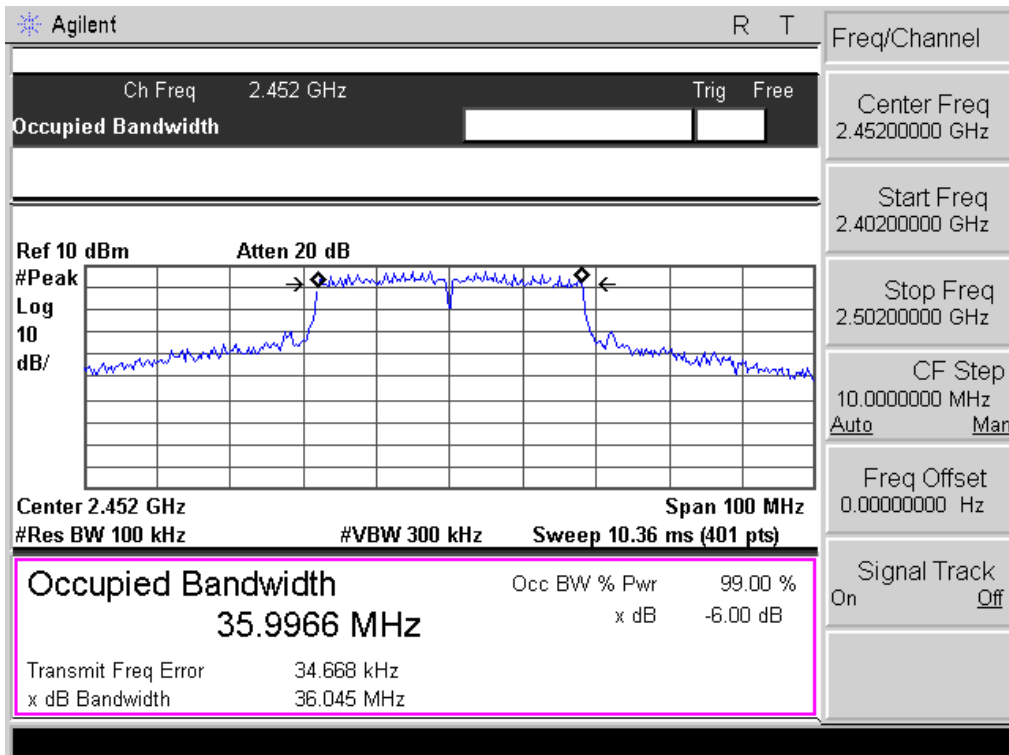 Agilent R T
Ch Freq 2.452 GHz Trig Free
Occupied Bandwidth
Ref 10 dBm Atten 20 dB
#Peak
Log
10
dB/
Center 2.452 GHz Span 100 MHz
#Res BW 100 kHz #VBW 300 kHz Sweep 10.36 ms (401 pts)
Occupied Bandwidth
35.9966 MHz
Occ BW % Pwr 99.00 %
x dB -6.00 dB
Transmit Freq Error 34.668 kHz
x dB Bandwidth 36.045 MHz
Freq/Channel
Center Freq
2.45200000 GHz
Start Freq
2.40200000 GHz
Stop Freq
2.50200000 GHz
CF Step
10.0000000 MHz
Auto Man
Freq Offset
0.00000000 Hz
Signal Track
On Off